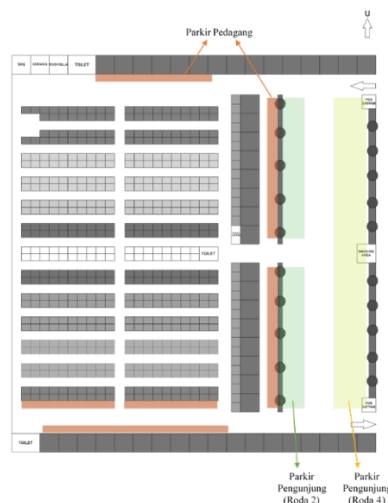 U
Parkir Pedagang
TPS
GUDANG
MUSHOLLA
TOILET
TOILET
TOILET
Parkir
Pengunjung
(Roda 2)
Parkir
Pengunjung
(Roda 4)